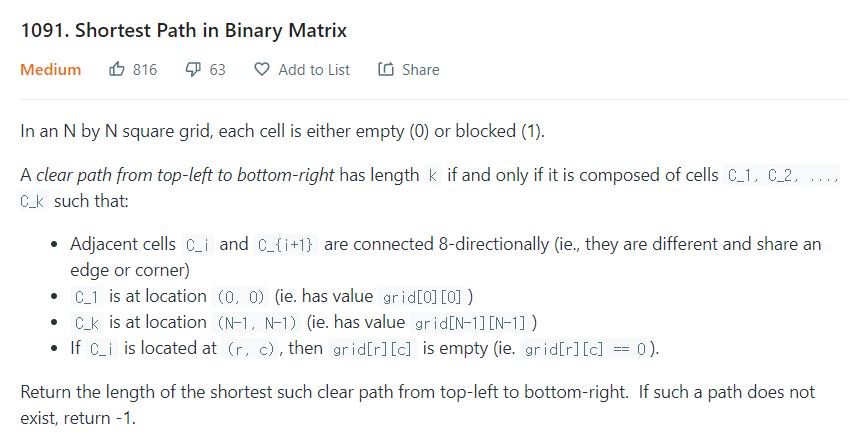 1091. Shortest Path in Binary Matrix
Medium 816 63 Add to List Share
In an N by N square grid, each cell is either empty (0) or blocked (1).
A clear path from top-left to bottom-right has length k if and only if it is composed of cells C_1, C_2, ...,
C_k such that:
• Adjacent cells C_i and C_{i+1} are connected 8-directionally (ie., they are different and share an
edge or corner)
• C_1 is at location (0, 0) (ie. has value grid[0][0] )
• C_k is at location (N-1, N-1) (ie. has value grid[N-1][N-1] )
• If C_i is located at (r, c), then grid[r][c] is empty (ie. grid[r][c] == 0 ).
Return the length of the shortest such clear path from top-left to bottom-right.  If such a path does not
exist, return -1.